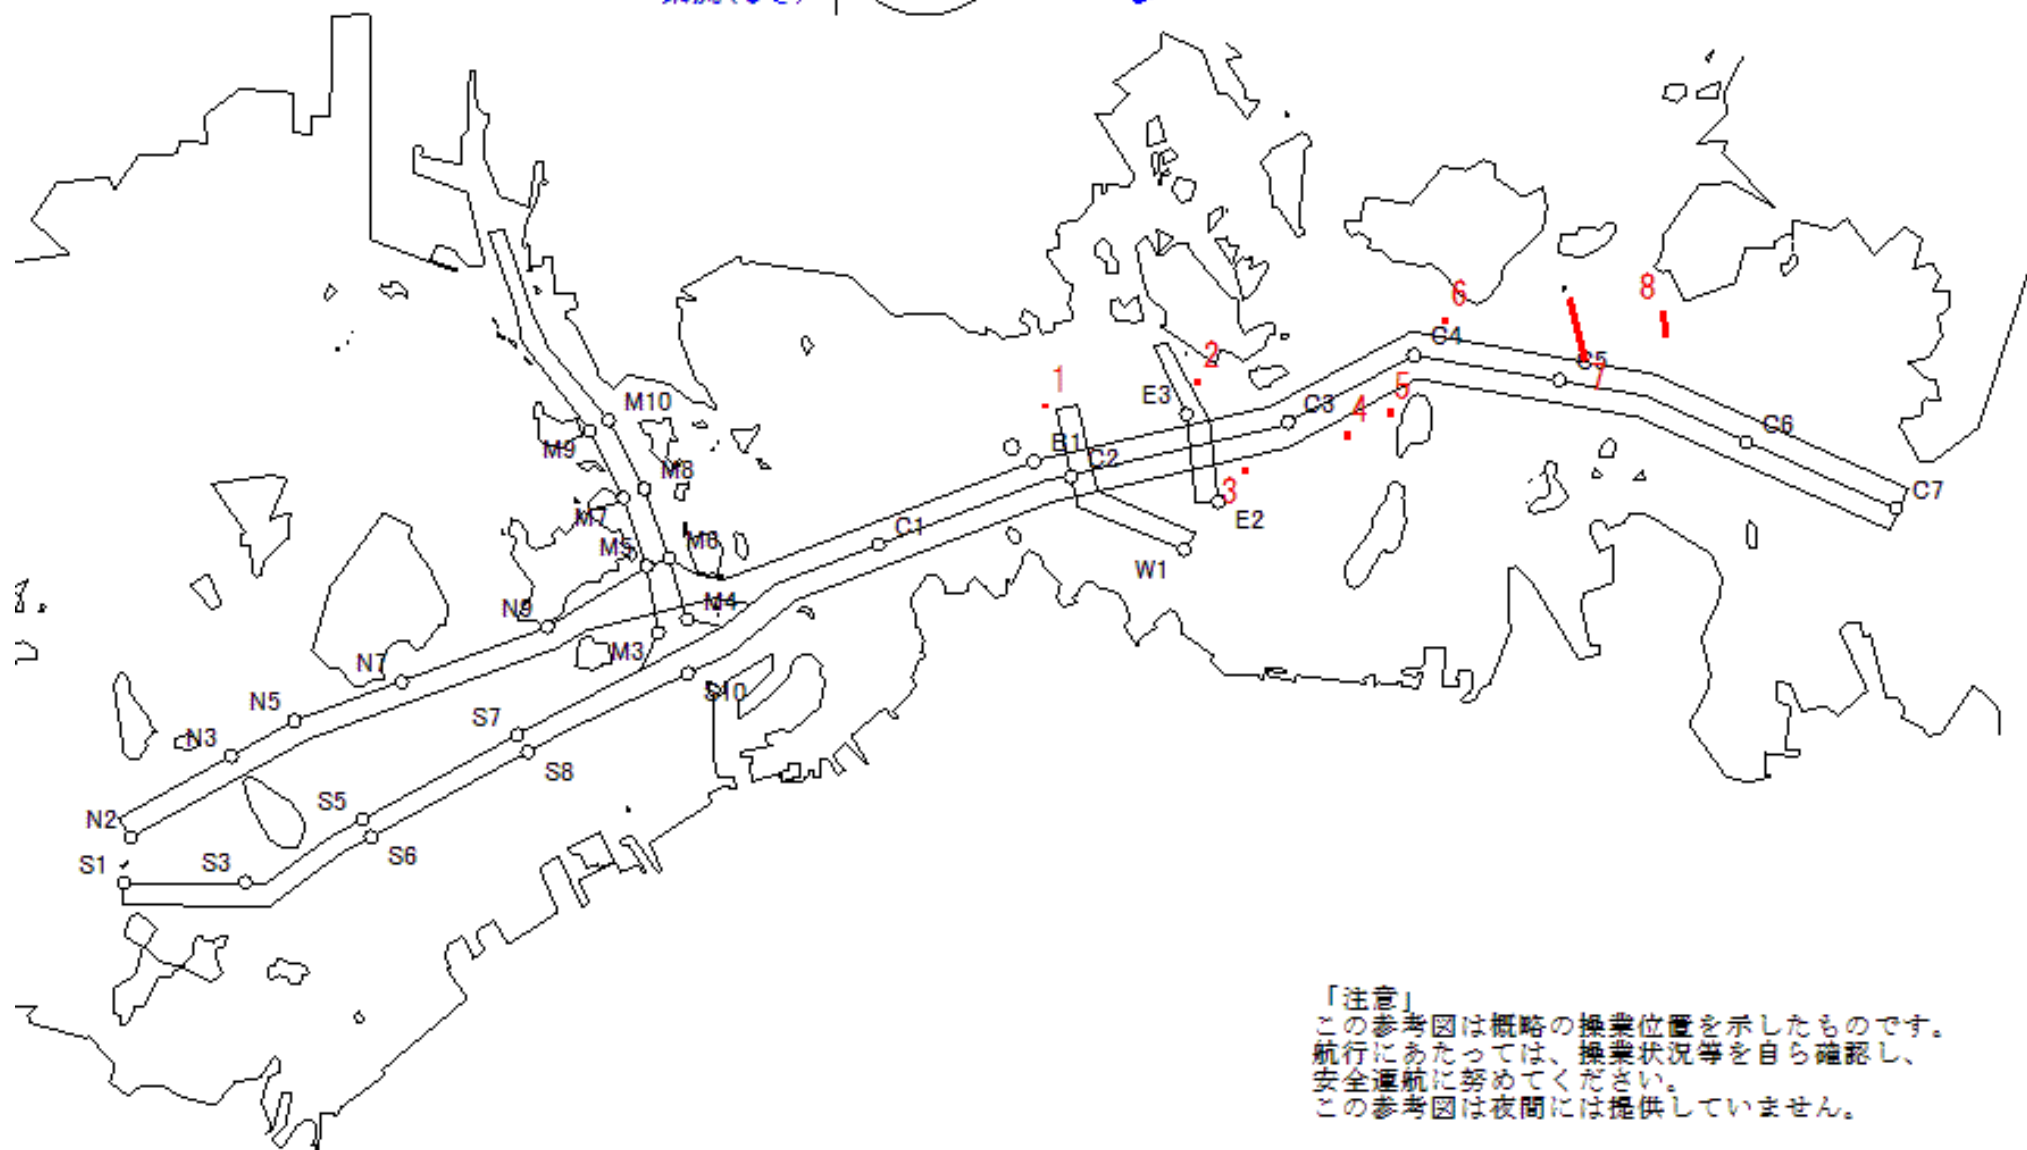 6
8
C4
2
C5
7
1
5
E3
M10
C3
4
C6
B1
M9
C2
M8
3
C7
E2
M7
C1
M6
M5
W1
N9
M4
M3
N7
S10
N5
S7
N3
S8
S5
N2
S6
S1
S3
「注意」
この参考図は概略の操業位置を示したものです。
航行にあたっては、操業状況等を自ら確認し、
安全運航に努めてください。
この参考図は夜間には提供していません。